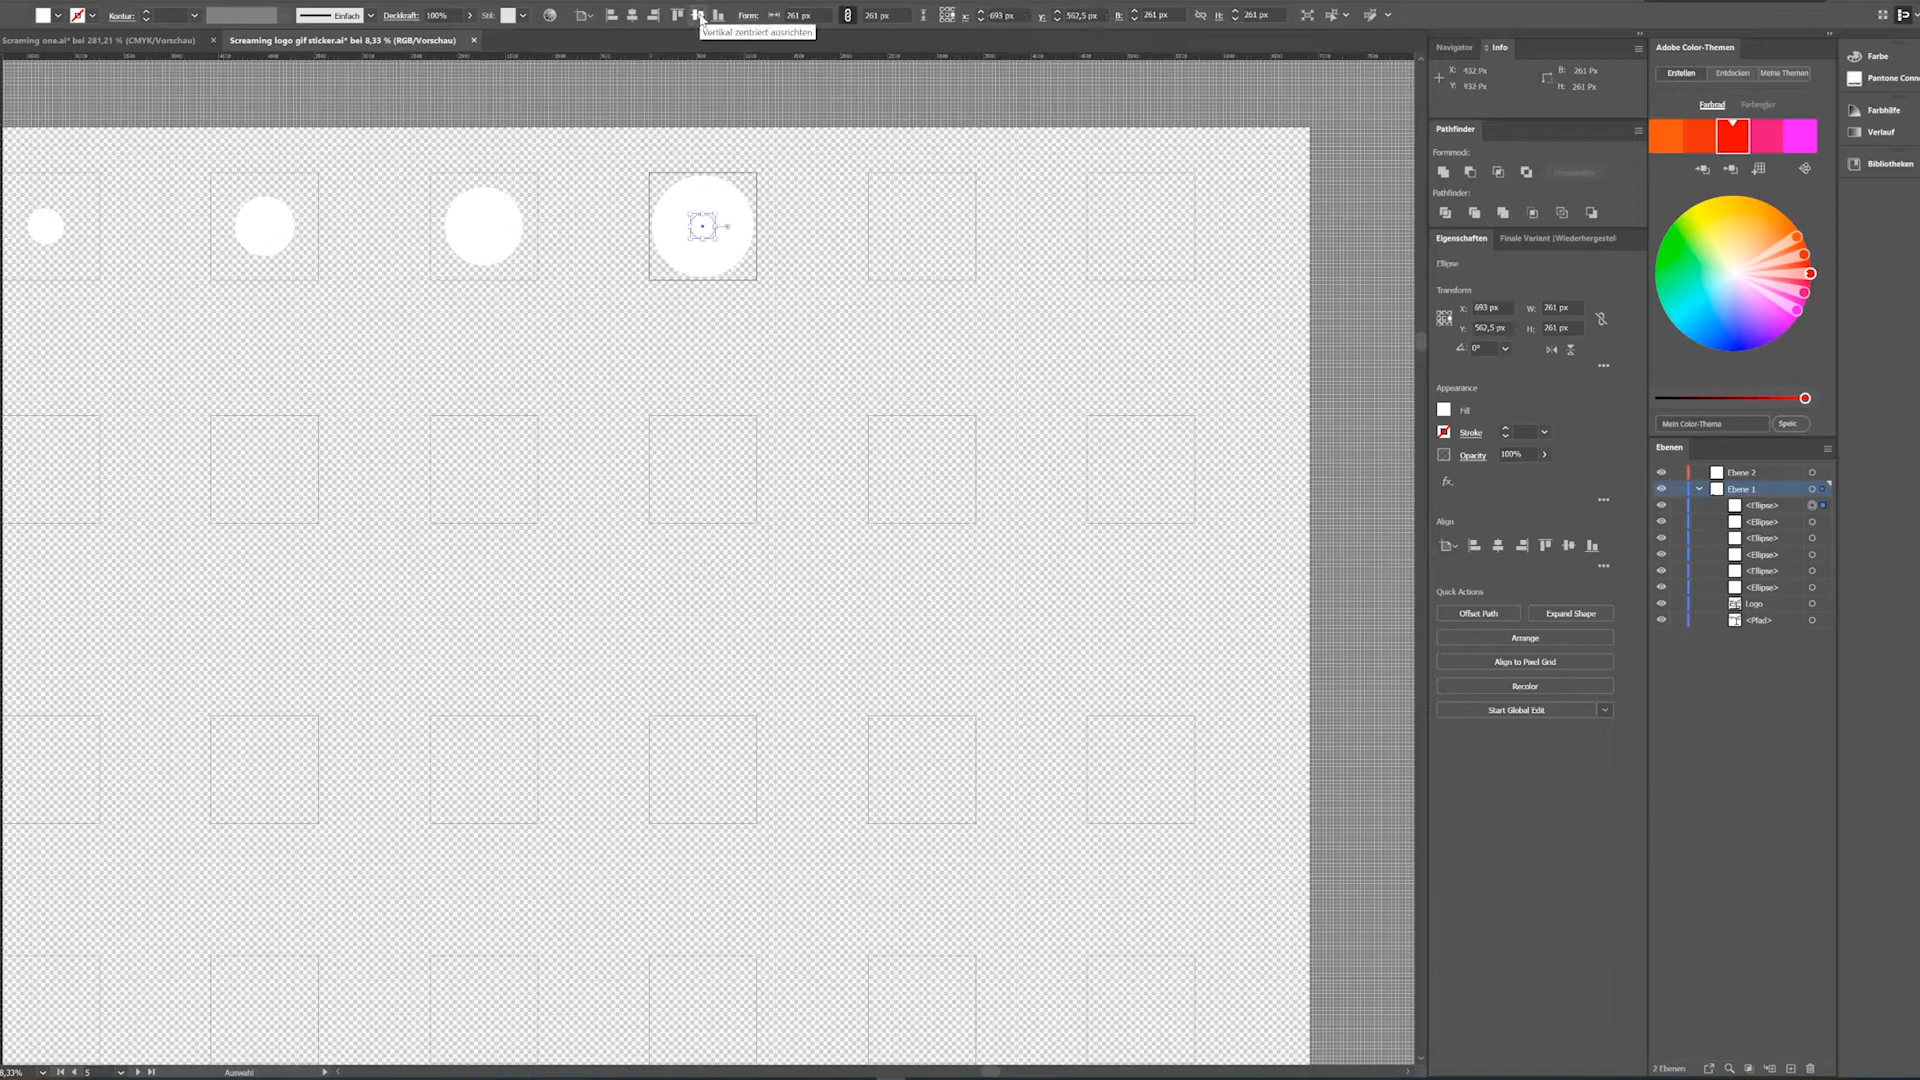 Kontur:
Einfach
Deckkraft:
100%
Stil:
Form:
261 px
261 px
x:
693 px
y:
562,5 px
B:
261 px
H:
261 px
Vertikal zentriert ausrichten
Scraming one.ai* bei 281,21 % (CMYK/Vorschau)
Screaming logo gif sticker.ai* bei 8,33 % (RGB/Vorschau)
Navigator
Info
X: 432 Px
Y: 432 Px
B: 261 Px
H: 261 Px
Pathfinder
Formmodi:
Pathfinder:
Eigenschaften
Finale Variant [Wiederhergestel
Ellipse
Transform
X: 693 px
W: 261 px
Y: 562,5 px
H: 261 px
0°
Appearance
Fill
Stroke
Opacity
100%
fx.
Align
Quick Actions
Offset Path
Expand Shape
Arrange
Align to Pixel Grid
Recolor
Start Global Edit
Adobe Color-Themen
Erstellen
Entdecken
Meine Themen
Farbrad
Farbregler
Mein Color-Thema
Speic
Ebenen
Ebene 2
Ebene 1
<Ellipse>
<Ellipse>
<Ellipse>
<Ellipse>
<Ellipse>
<Ellipse>
Logo
<Pfad>
2 Ebenen
Farbe
Pantone Conn
Farbhilfe
Verlauf
Bibliotheken
8,33%
5
Auswahl